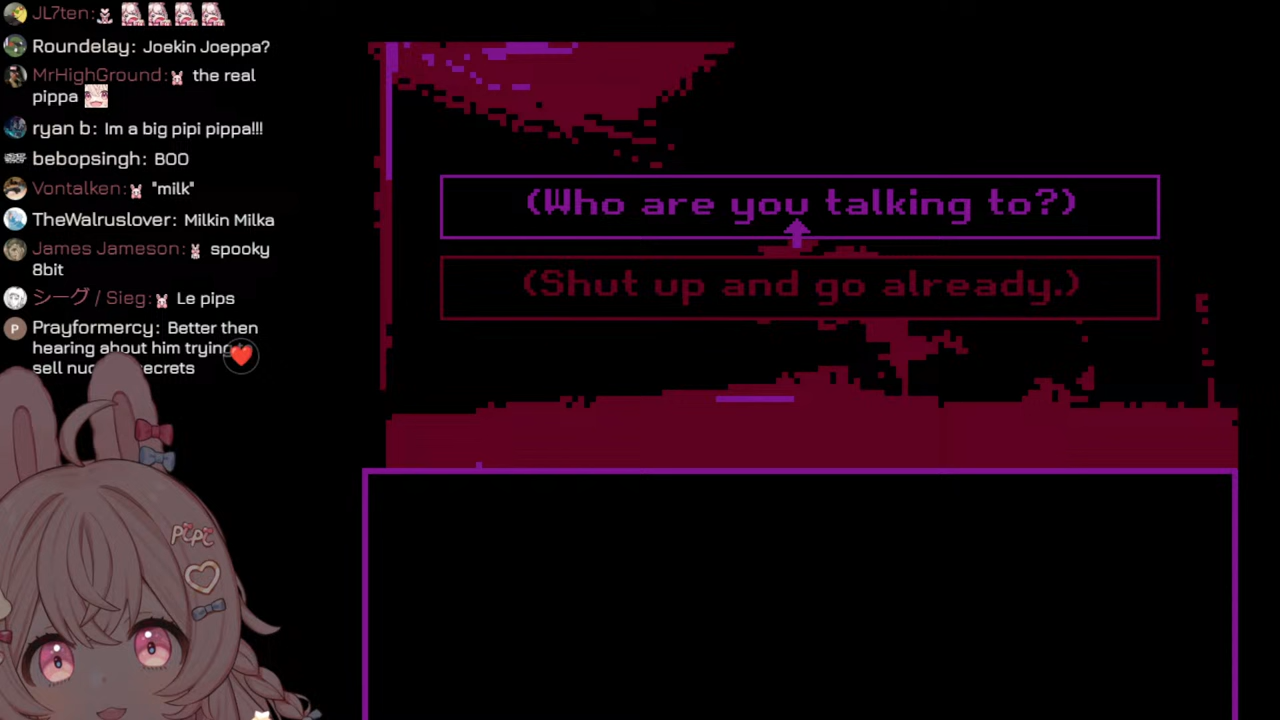 JL7ten:
Roundelay: Joekin Joeppa?
MrHighGround: the real
pippa
ryan b: Im a big pipi pippa!!!
bebopsingh: BOO
Vontalken: "milk"
TheWalruslover: Milkin Milka
James Jameson: spooky
8bit
シーグ / Sieg: Le pips
P
Prayformercy: Better then
hearing about him trying
sell secrets
PiPi
(Who are you talking to?)
(Shut up and go already.)